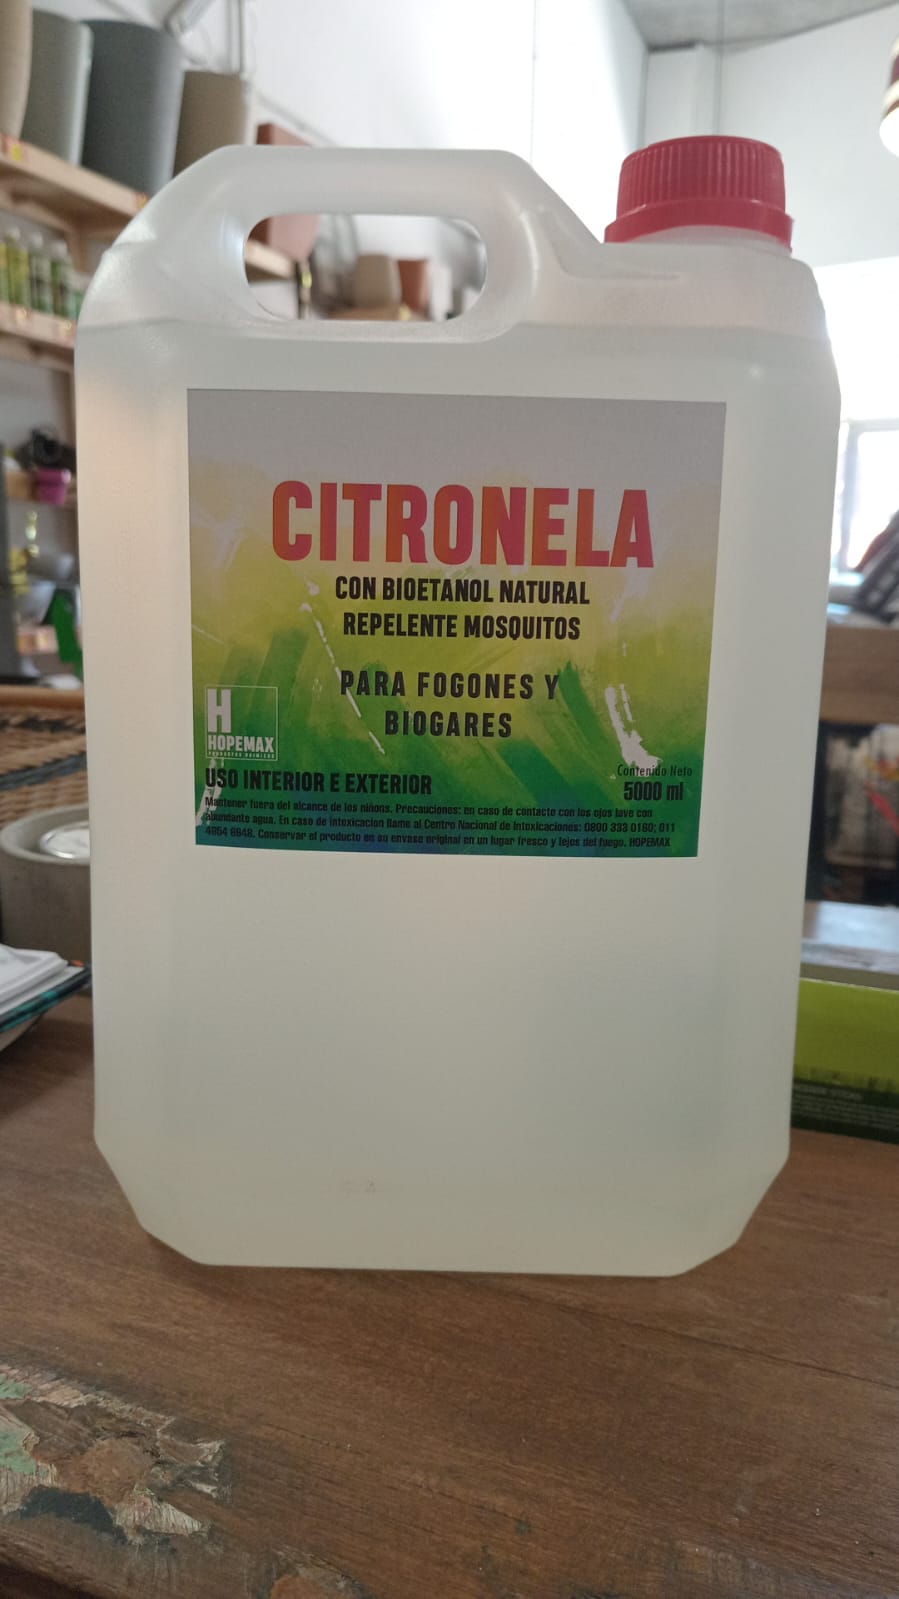 CITRONELA
CON BIOETANOL NATURAL
REPELENTE MOSQUITOS
PARA FOGONES Y
BIOGARES
H
HOPEMAX
PRODUCTOS QUIMICOS
USO INTERIOR E EXTERIOR
Contenido Neto
5000 ml
Mantener fuera del alcance de los niñons. Precauciones: en caso de contacto con los ojos lave con
abundante agua. En caso de intoxicacion llame al Centro Nacional de Intoxicaciones: 0800 333 0160; 011
4654 6648. Conservar el producto en su envase original en un lugar fresco y lejos del fuego. HOPEMAX